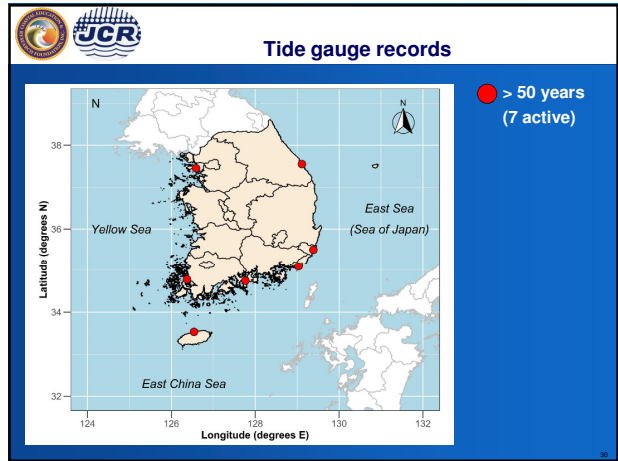 JCR
Tide gauge records
> 50 years
(7 active)
N
N
38
36
34
32
Latitude (degrees N)
Yellow Sea
East Sea
(Sea of Japan)
East China Sea
124
126
128
130
132
Longitude (degrees E)
30